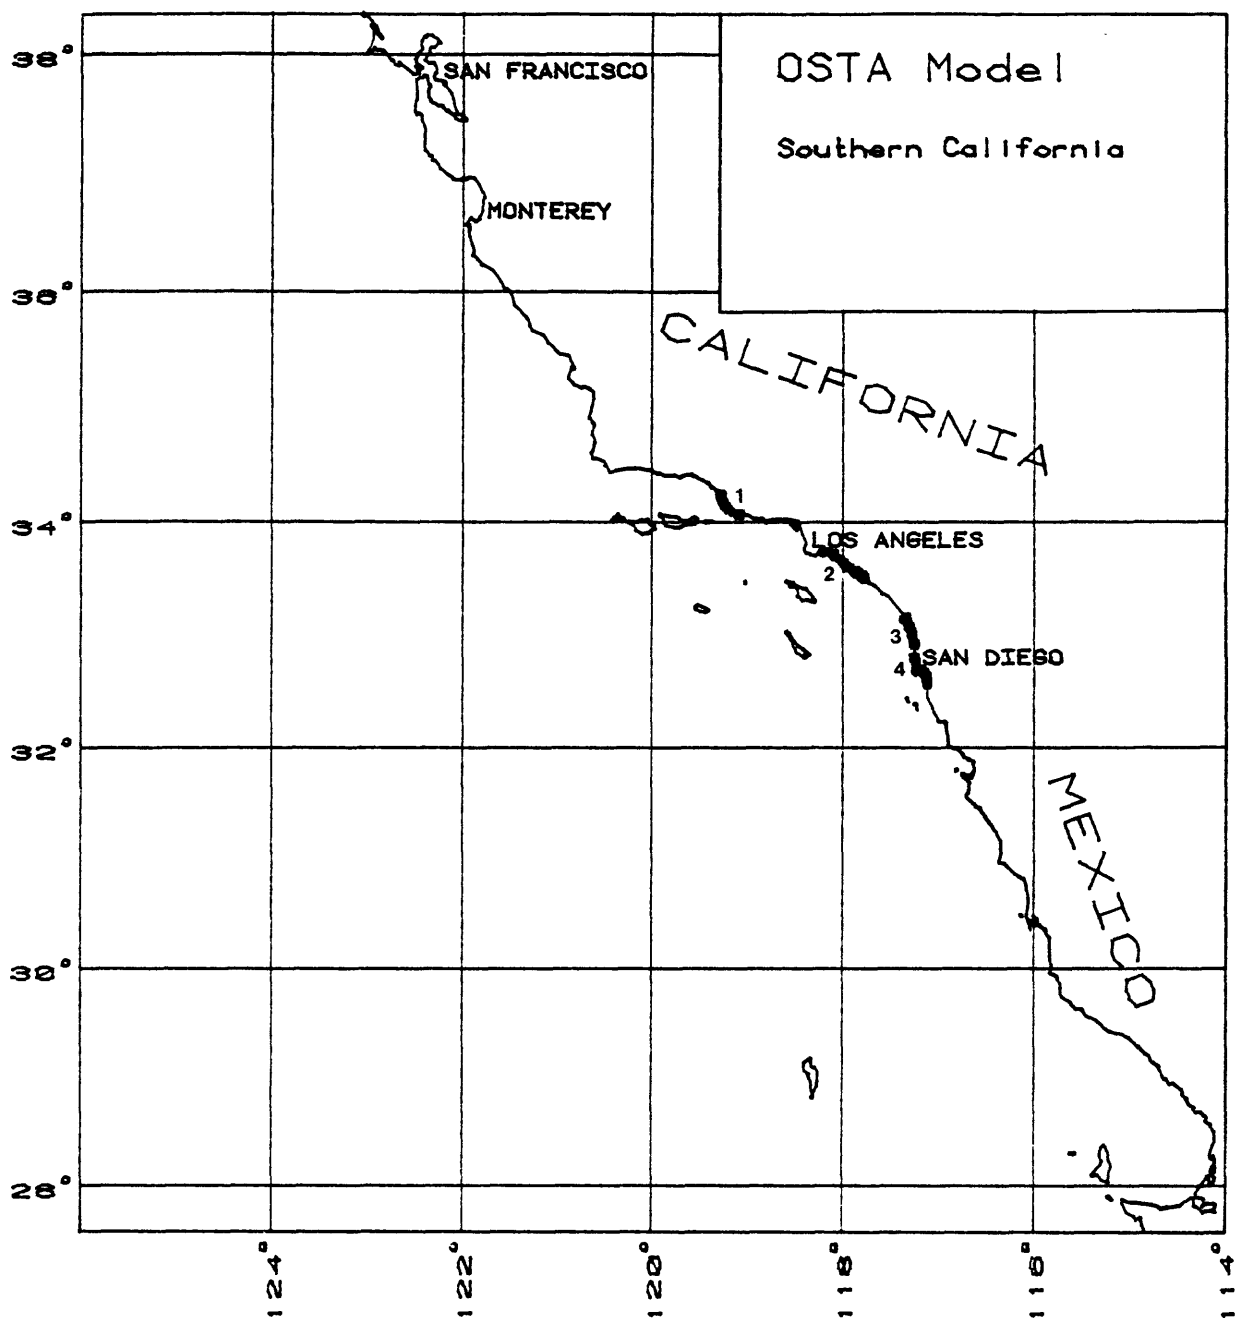 OSTA Model
Southern California
38°
SAN FRANCISCO
MONTEREY
36°
CALIFORNIA
1
34°
LOS ANGELES
2
3
SAN DIEGO
4
32°
MEXICO
30°
28°
124°
122°
120°
118°
116°
114°